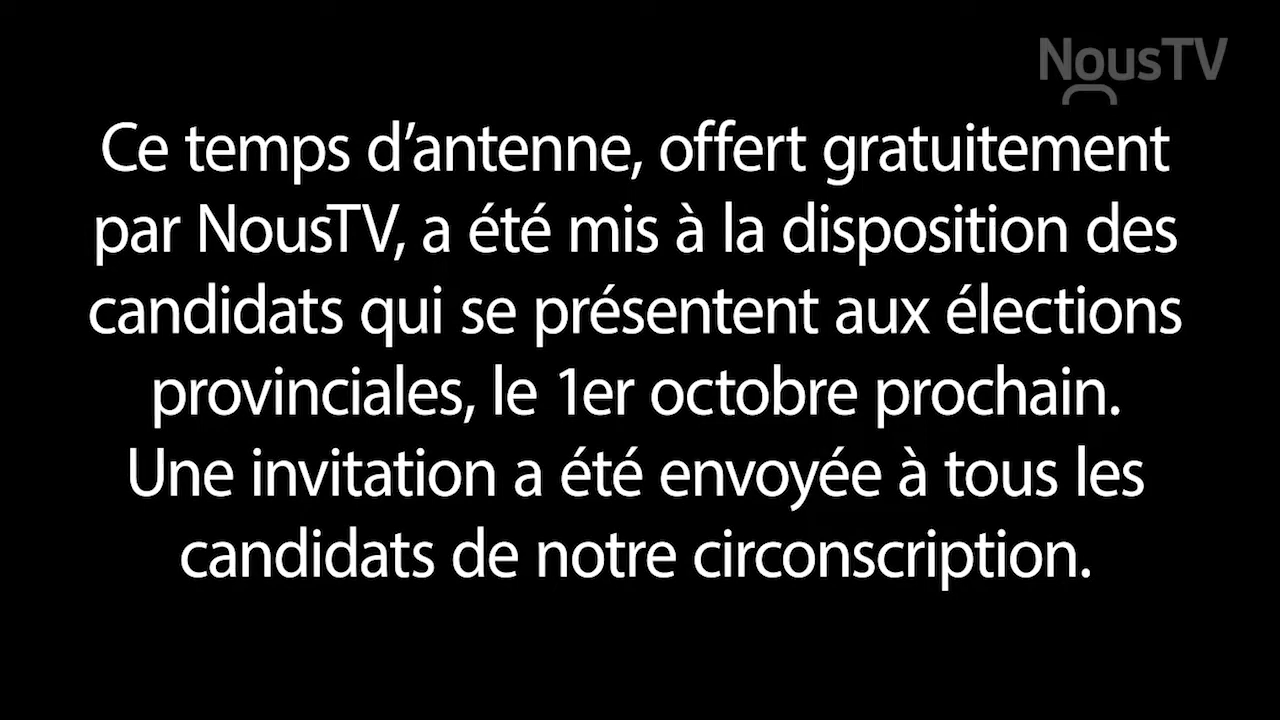 NousTV
Ce temps d’antenne, offert gratuitement
par NousTV, a été mis à la disposition des
candidats qui se présentent aux élections
provinciales, le 1er octobre prochain.
Une invitation a été envoyée à tous les
candidats de notre circonscription.